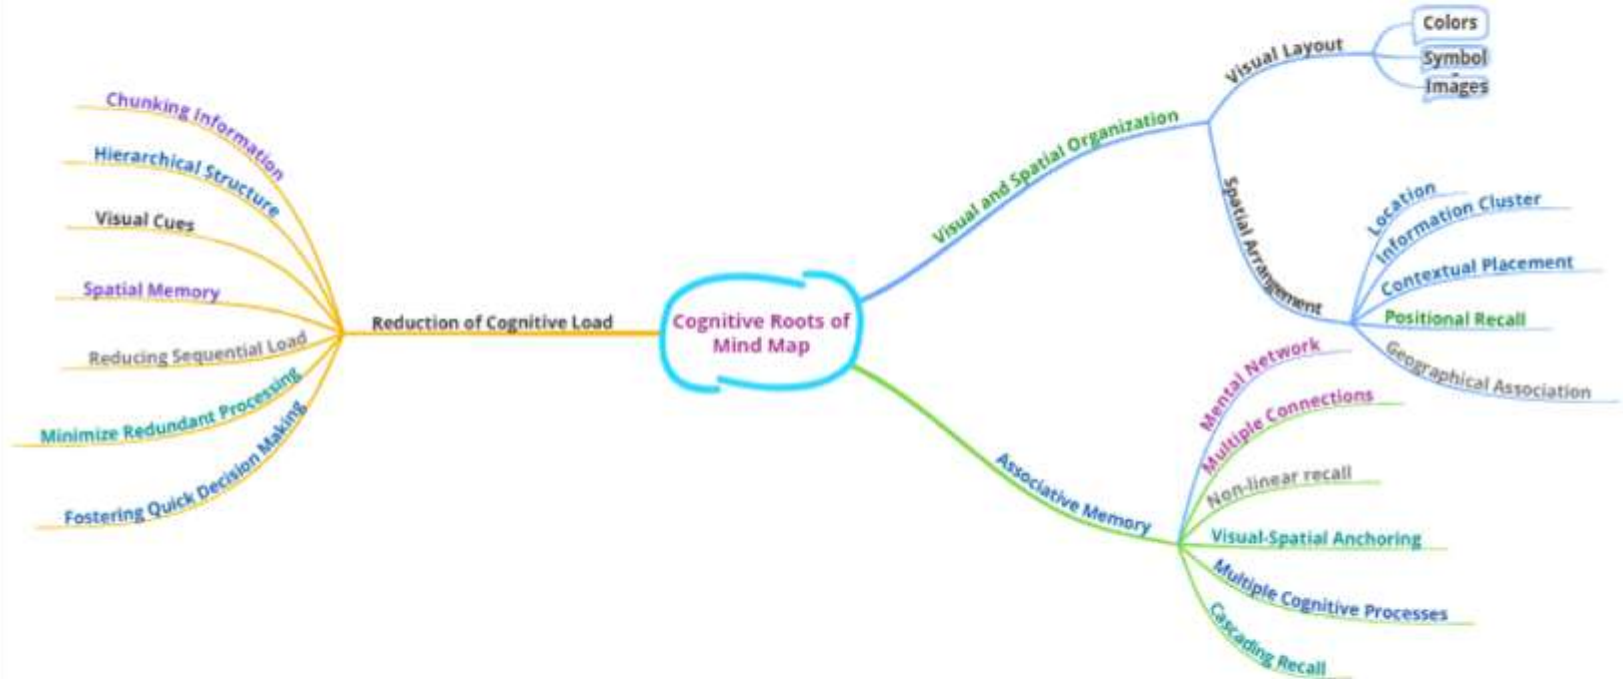 Cognitive Roots of
Mind Map
Visual and Spatial Organization
Visual Layout
Colors
Symbol
Images
Spatial Arrangement
Location
Information Cluster
Contextual Placement
Positional Recall
Geographical Association
Associative Memory
Mental Network
Multiple Connections
Non-linear recall
Visual-Spatial Anchoring
Multiple Cognitive Processes
Cascading Recall
Reduction of Cognitive Load
Chunking Information
Hierarchical Structure
Visual Cues
Spatial Memory
Reducing Sequential Load
Minimize Redundant Processing
Fostering Quick Decision Making